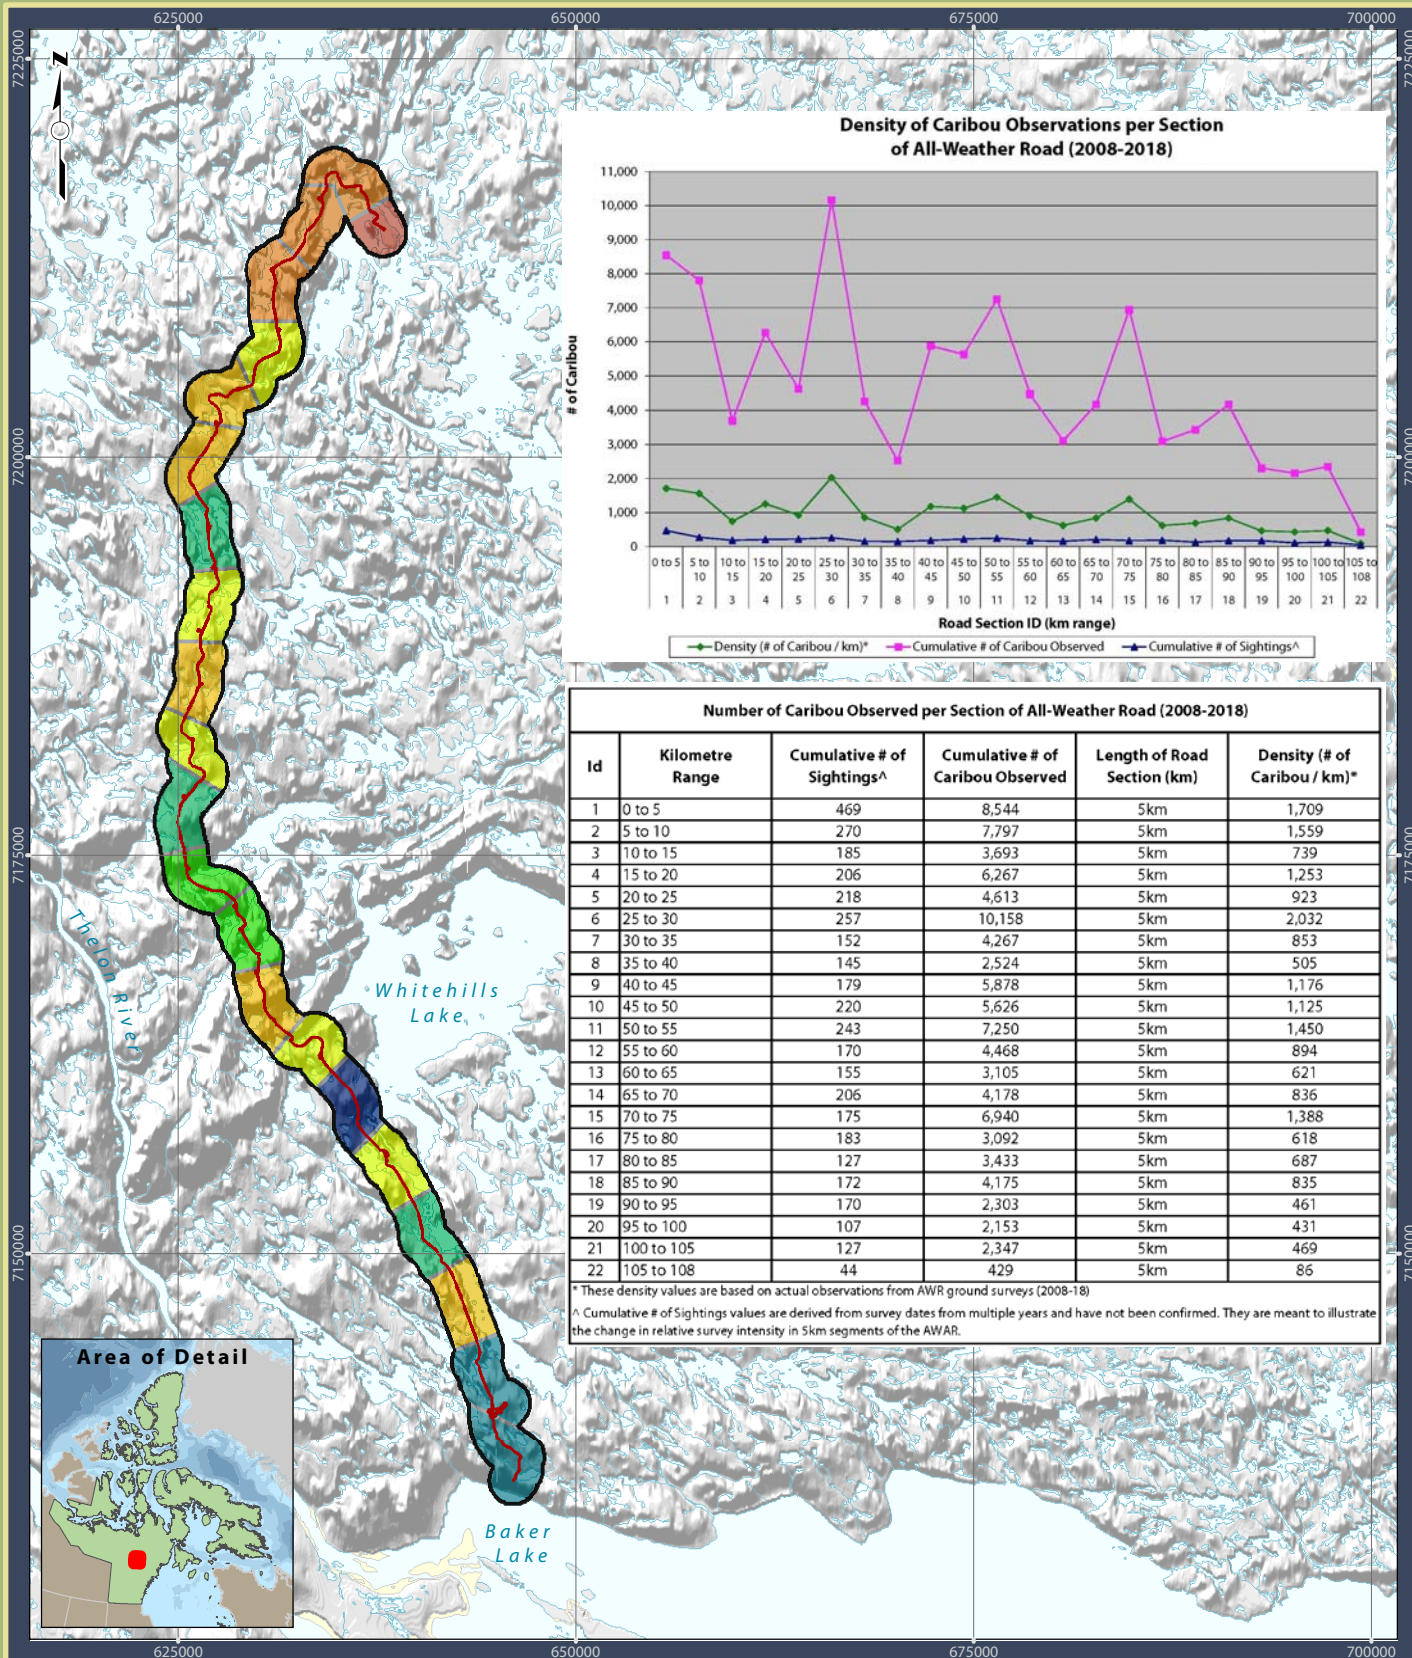 625000
650000
675000
700000
7225000
7225000
N
Density of Caribou Observations per Section
of All-Weather Road (2008-2018)
# of Caribou
11,000
10,000
9,000
8,000
7,000
6,000
5,000
4,000
3,000
2,000
1,000
0
0 to 5 5 to 10 10 to 15 15 to 20 20 to 25 25 to 30 30 to 35 35 to 40 40 to 45 45 to 50 50 to 55 55 to 60 60 to 65 65 to 70 70 to 75 75 to 80 80 to 85 85 to 90 90 to 95 95 to 100 100 to 105 105 to 108
1 2 3 4 5 6 7 8 9 10 11 12 13 14 15 16 17 18 19 20 21 22
Road Section ID (km range)
Density (# of Caribou / km)* Cumulative # of Caribou Observed Cumulative # of Sightings^
7200000
7200000
Number of Caribou Observed per Section of All-Weather Road (2008-2018)
Id Kilometre Range Cumulative # of Sightings^ Cumulative # of Caribou Observed Length of Road Section (km) Density (# of Caribou / km)*
1 0 to 5 469 8,544 5km 1,709
2 5 to 10 270 7,797 5km 1,559
3 10 to 15 185 3,693 5km 739
4 15 to 20 206 6,267 5km 1,253
5 20 to 25 218 4,613 5km 923
6 25 to 30 257 10,158 5km 2,032
7 30 to 35 152 4,267 5km 853
8 35 to 40 145 2,524 5km 505
9 40 to 45 179 5,878 5km 1,176
10 45 to 50 220 5,626 5km 1,125
11 50 to 55 243 7,250 5km 1,450
12 55 to 60 170 4,468 5km 894
13 60 to 65 155 3,105 5km 621
14 65 to 70 206 4,178 5km 836
15 70 to 75 175 6,940 5km 1,388
16 75 to 80 183 3,092 5km 618
17 80 to 85 127 3,433 5km 687
18 85 to 90 172 4,175 5km 835
19 90 to 95 170 2,303 5km 461
20 95 to 100 107 2,153 5km 431
21 100 to 105 127 2,347 5km 469
22 105 to 108 44 429 5km 86
* These density values are based on actual observations from AWR ground surveys (2008-18)
^ Cumulative # of Sightings values are derived from survey dates from multiple years and have not been confirmed. They are meant to illustrate
the change in relative survey intensity in 5km segments of the AWAR.
7175000
7175000
Thelon River
Whitehills
Lake
7150000
7150000
Area of Detail
Baker
Lake
625000
650000
675000
700000